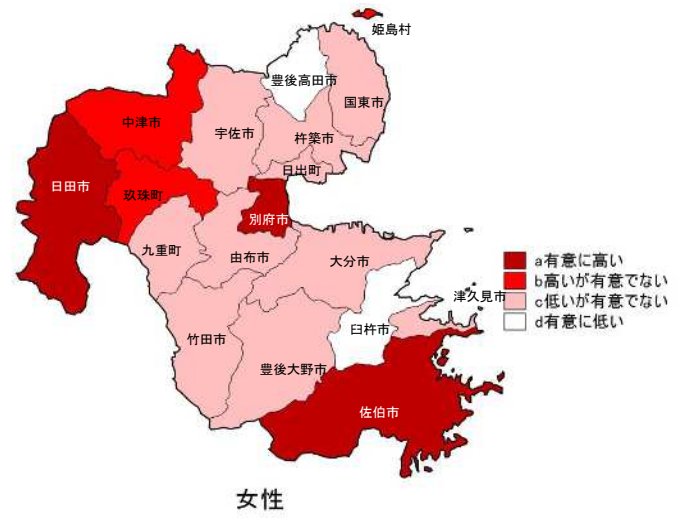 姫島村
豊後高田市
国東市
中津市
宇佐市
杵築市
日出町
日田市
玖珠町
別府市
九重町
由布市
大分市
a有意に高い
b高いが有意でない
c低いが有意でない
d有意に低い
津久見市
臼杵市
竹田市
豊後大野市
佐伯市
女性